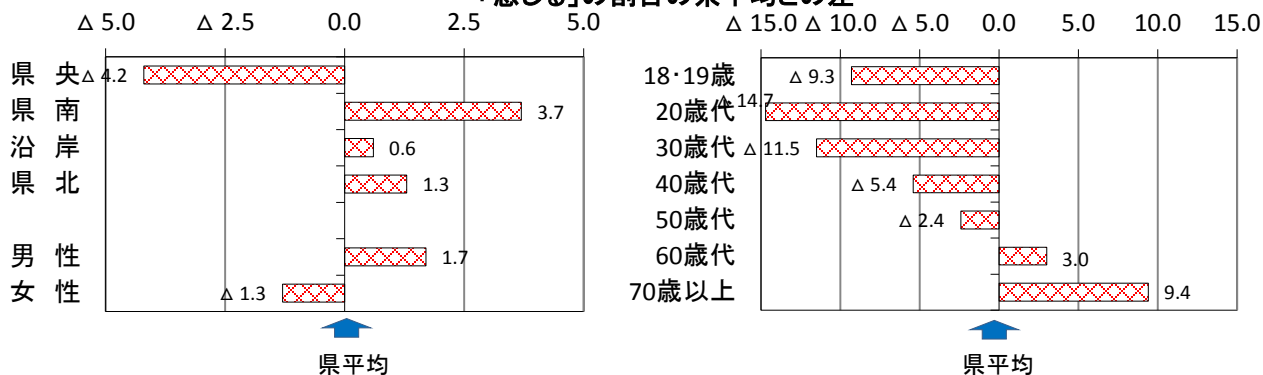 「感じる」の割合の県平均との差
△ 5.0 △ 2.5 0.0 2.5 5.0
県 央 △ 4.2
県 南 3.7
沿 岸 0.6
県 北 1.3
男 性 1.7
女 性 △ 1.3
県平均
△ 15.0 △ 10.0 △ 5.0 0.0 5.0 10.0 15.0
18･19歳 △ 9.3
20歳代 △ 14.7
30歳代 △ 11.5
40歳代 △ 5.4
50歳代 △ 2.4
60歳代 3.0
70歳以上 9.4
県平均